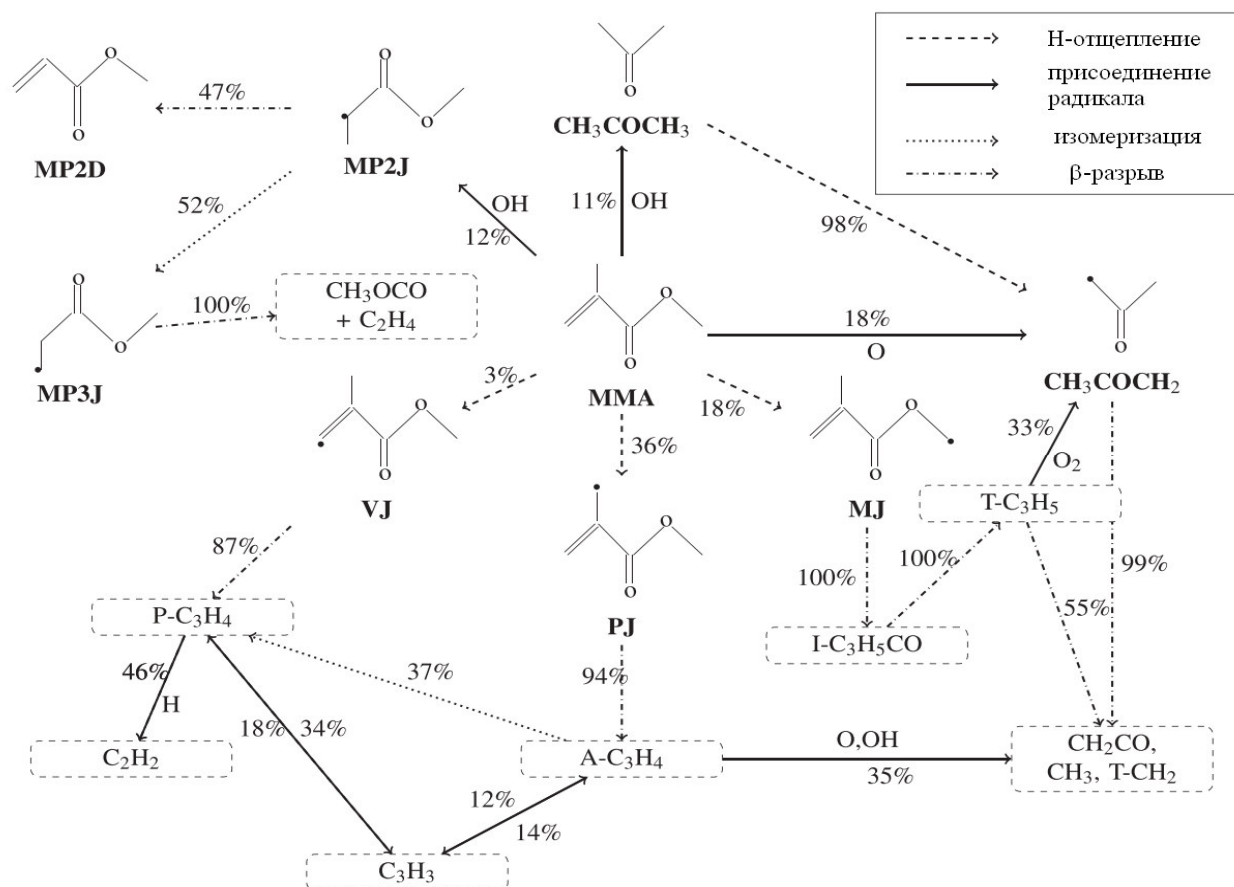 H-отщепление
присоединение
радикала
изомеризация
β-разрыв
O
O
MP2D
47%
O
O
MP2J
O
CH₃COCH₃
52%
OH
12%
11%
OH
98%
O
O
MP3J
100%
CH₃OCO
+ C₂H₄
O
O
MMA
18%
O
O
CH₃COCH₂
3%
36%
18%
O
O
VJ
O
O
PJ
O
O
MJ
33%
O₂
T-C₃H₅
87%
100%
100%
55%
99%
P-C₃H₄
I-C₃H₅CO
46%
H
18%
34%
37%
94%
C₂H₂
A-C₃H₄
O,OH
35%
CH₂CO,
CH₃, T-CH₂
12%
14%
C₃H₃